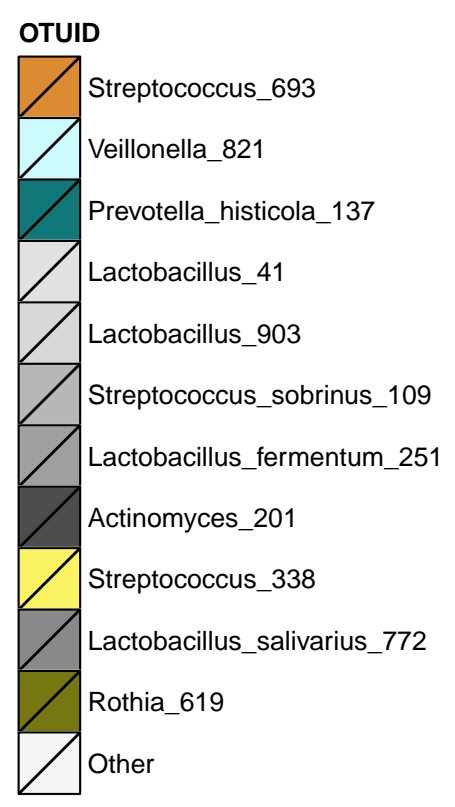 OTUID
Streptococcus_693
Veillonella_821
Prevotella_histicola_137
Lactobacillus_41
Lactobacillus_903
Streptococcus_sobrinus_109
Lactobacillus_fermentum_251
Actinomyces_201
Streptococcus_338
Lactobacillus_salivarius_772
Rothia_619
Other